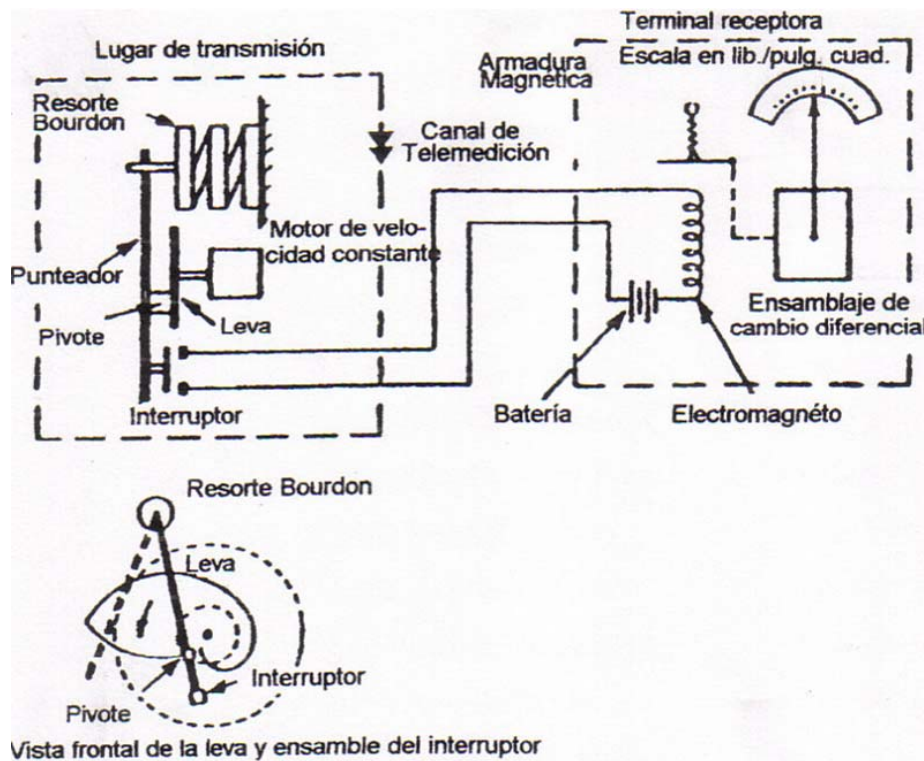 Terminal receptora
Lugar de transmisión
Armadura
Magnética
Escala en lib./pulg. cuad.
Resorte
Bourdon
Canal de
Telemedición
Motor de velo-
cidad constante
Punteador
Pivote
Leva
Ensamblaje de
cambio diferencial
Interruptor
Batería
Electromagnéto
Resorte Bourdon
Leva
Interruptor
Pivote
Vista frontal de la leva y ensamble del interruptor